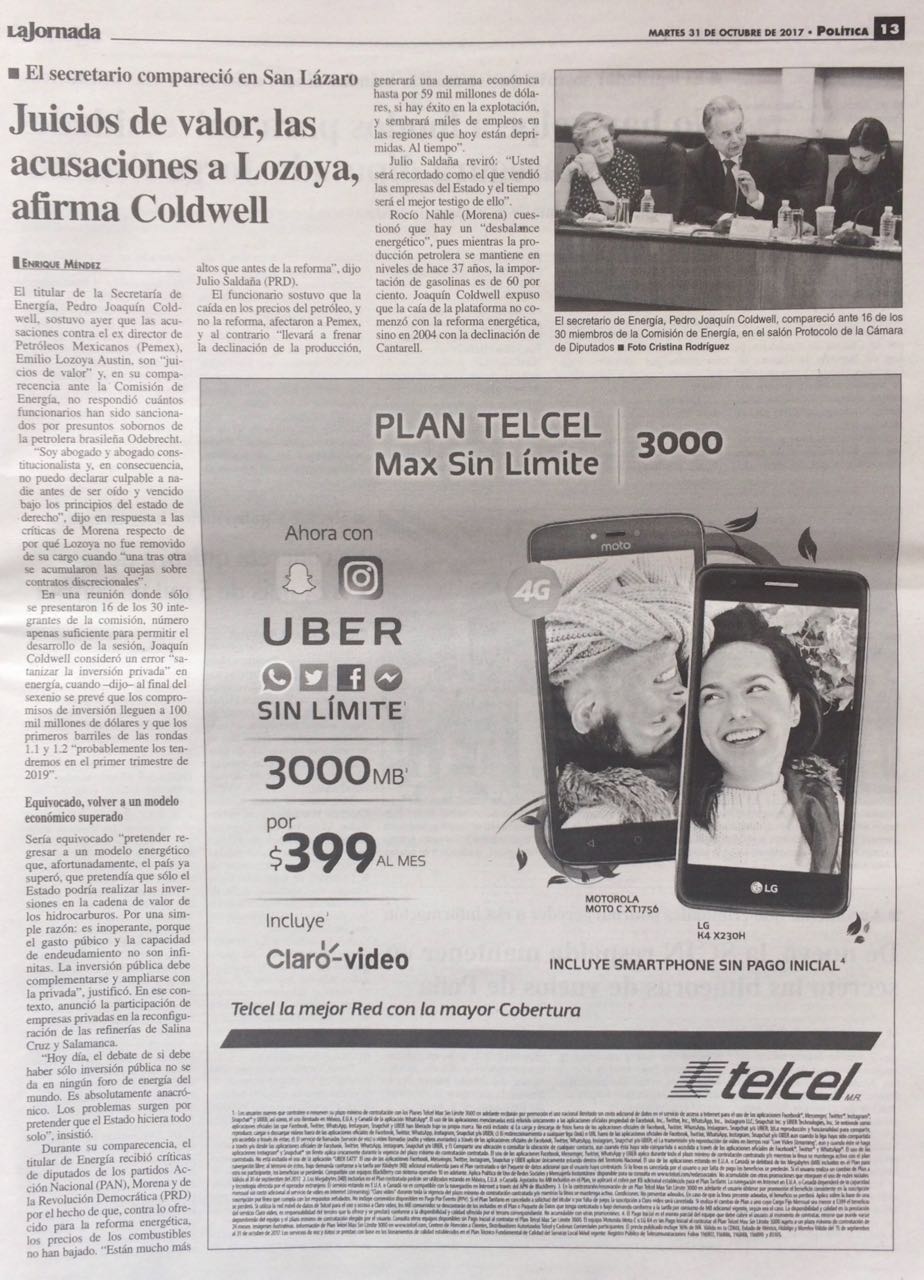 LaJornada
MARTES 31 DE OCTUBRE DE 2017 • POLÍTICA 13
■ El secretario compareció en San Lázaro
Juicios de valor, las
acusaciones a Lozoya,
afirma Coldwell
ENRIQUE MÉNDEZ
El titular de la Secretaría de
Energía, Pedro Joaquín Cold-
well, sostuvo ayer que las acu-
saciones contra el ex director de
Petróleos Mexicanos (Pemex),
Emilio Lozoya Austin, son “jui-
cios de valor” y, en su compa-
recencia ante la Comisión de
Energía, no respondió cuántos
funcionarios han sido sanciona-
dos por presuntos sobornos de
la petrolera brasileña Odebrecht.
“Soy abogado y abogado cons-
titucionalista y, en consecuencia,
no puedo declarar culpable a na-
die antes de ser oído y vencido
bajo los principios del estado de
derecho”, dijo en respuesta a las
críticas de Morena respecto de
por qué Lozoya no fue removido
de su cargo cuando “una tras otra
se acumularon las quejas sobre
contratos discrecionales”.
En una reunión donde sólo
se presentaron 16 de los 30 inte-
grantes de la comisión, número
apenas suficiente para permitir el
desarrollo de la sesión, Joaquín
Coldwell consideró un error “sa-
tanizar la inversión privada” en
energía, cuando –dijo– al final del
sexenio se prevé que los compro-
misos de inversión lleguen a 100
mil millones de dólares y que los
primeros barriles de las rondas
1.1 y 1.2 “probablemente los ten-
dremos en el primer trimestre de
2019”.
Equivocado, volver a un modelo
económico superado
Sería equivocado “pretender re-
gresar a un modelo energético
que, afortunadamente, el país ya
superó, que pretendía que sólo el
Estado podría realizar las inver-
siones en la cadena de valor de
los hidrocarburos. Por una sim-
ple razón: es inoperante, porque
el gasto púbico y la capacidad
de endeudamiento no son infi-
nitas. La inversión pública debe
complementarse y ampliarse con
la privada”, justificó. En ese con-
texto, anunció la participación de
empresas privadas en la reconfigu-
ración de las refinerías de Salina
Cruz y Salamanca.
“Hoy día, el debate de si debe
haber sólo inversión pública no se
da en ningún foro de energía del
mundo. Es absolutamente anacró-
nico. Los problemas surgen por
pretender que el Estado hiciera todo
solo”, insistió.
Durante su comparecencia, el
titular de Energía recibió críticas
de diputados de los partidos Ac-
ción Nacional (PAN), Morena y de
la Revolución Democrática (PRD)
por el hecho de que, contra lo ofre-
cido para la reforma energética,
los precios de los combustibles
no han bajado. “Están mucho más
altos que antes de la reforma”, dijo
Julio Saldaña (PRD).
El funcionario sostuvo que la
caída en los precios del petróleo, y
no la reforma, afectaron a Pemex,
y al contrario “llevará a frenar
la declinación de la producción,
generará una derrama económica
hasta por 59 mil millones de dóla-
res, si hay éxito en la explotación,
y sembrará miles de empleos en
las regiones que hoy están depri-
midas. Al tiempo”.
Julio Saldaña reviró: “Usted
será recordado como el que vendió
las empresas del Estado y el tiempo
será el mejor testigo de ello”.
Rocío Nahle (Morena) cues-
tionó que hay un “desbalance
energético”, pues mientras la pro-
ducción petrolera se mantiene en
niveles de hace 37 años, la impor-
tación de gasolinas es de 60 por
ciento. Joaquín Coldwell expuso
que la caía de la plataforma no co-
menzó con la reforma energética,
sino en 2004 con la declinación de
Cantarell.
El secretario de Energía, Pedro Joaquín Coldwell, compareció ante 16 de los
30 miembros de la Comisión de Energía, en el salón Protocolo de la Cámara
de Diputados ■ Foto Cristina Rodríguez
PLAN TELCEL
Max Sin Límite
3000
Ahora con
UBER
SIN LÍMITE¹
3000MB¹
por
$399 AL MES
Incluye¹
Claro-video
4G
moto
LG
MOTOROLA
MOTO C XT1756
LG
K4 X230H
INCLUYE SMARTPHONE SIN PAGO INICIAL⁴
Telcel la mejor Red con la mayor Cobertura
telcel M.R.